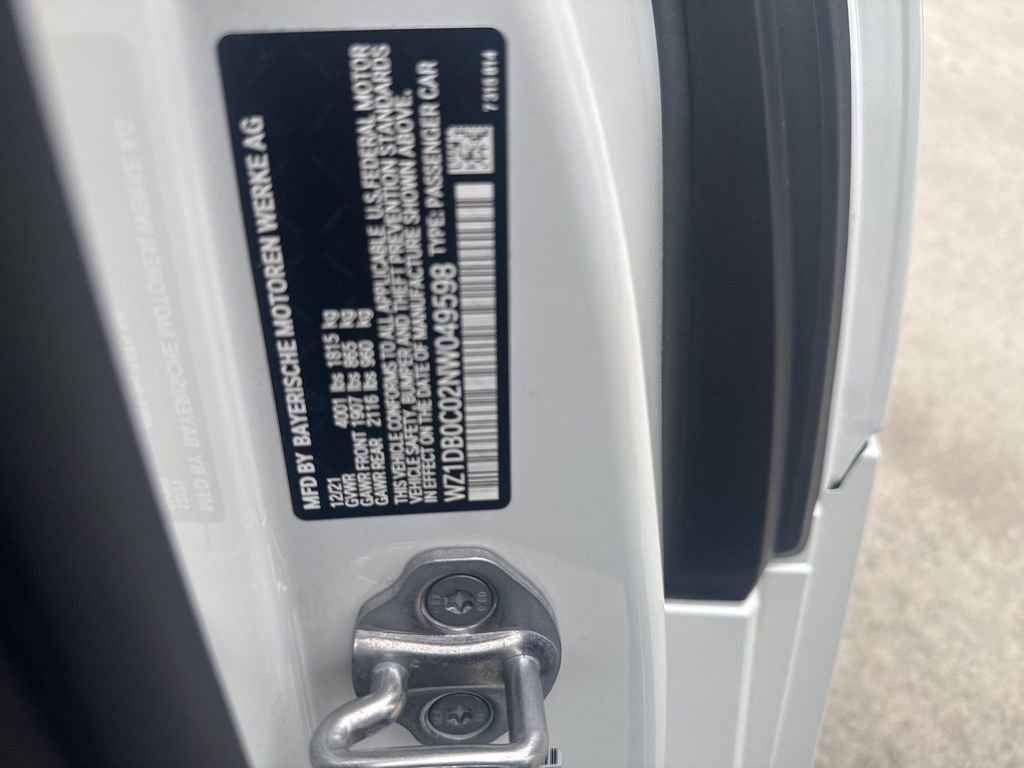 MFD BY BAYERISCHE MOTOREN WERKE AG
12/21
GVWR 4001 lbs 1815 kg
GAWR FRONT 1907 lbs 865 kg
GAWR REAR 2116 lbs 960 kg
THIS VEHICLE CONFORMS TO ALL APPLICABLE U.S. FEDERAL MOTOR
VEHICLE SAFETY, BUMPER AND THEFT PREVENTION STANDARDS
IN EFFECT ON THE DATE OF MANUFACTURE SHOWN ABOVE.
WZ1DB0C02NW049598 TYPE: PASSENGER CAR